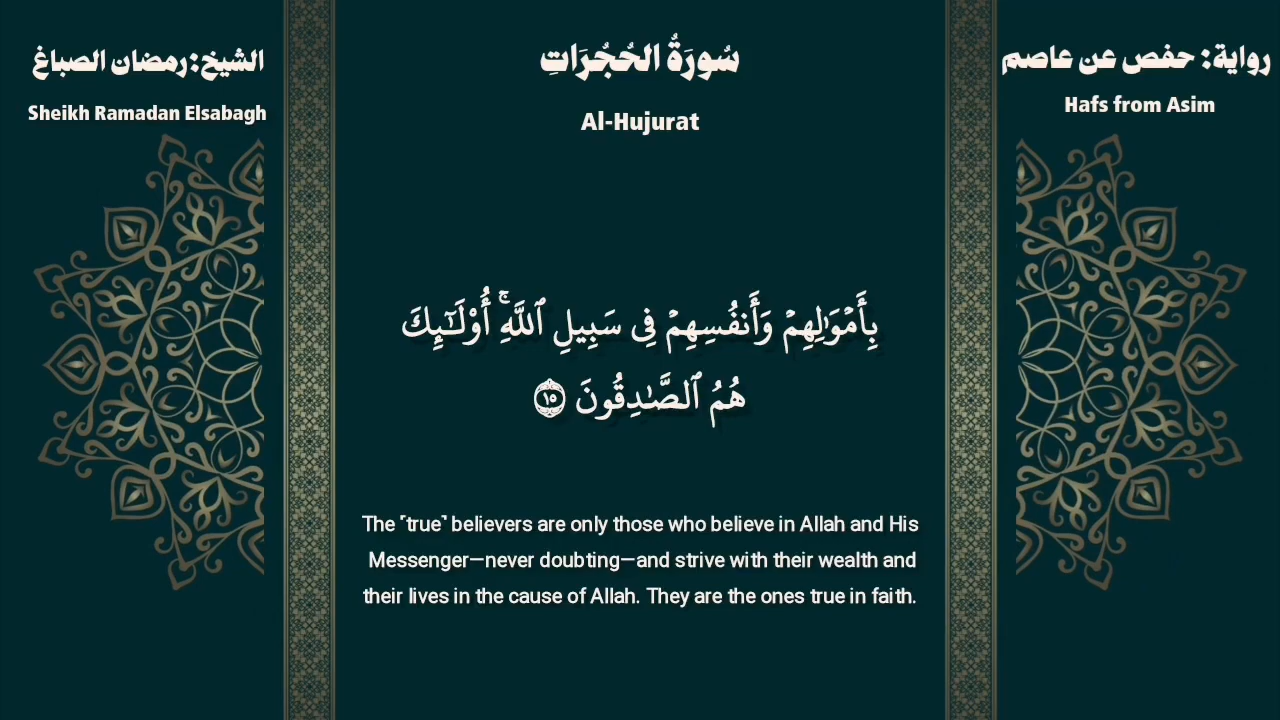 الشيخ:رمضان الصباغ
Sheikh Ramadan Elsabagh
سُورَةُ الحُجُرَاتِ
Al-Hujurat
رواية: حفص عن عاصم
Hafs from Asim
بِأَمۡوَٰلِهِمۡ وَأَنفُسِهِمۡ فِي سَبِيلِ ٱللَّهِۚ أُوْلَـٰٓئِكَ
هُمُ ٱلصَّـٰدِقُونَ ١٥
The ˹true˺ believers are only those who believe in Allah and His
Messenger—never doubting—and strive with their wealth and
their lives in the cause of Allah. They are the ones true in faith.